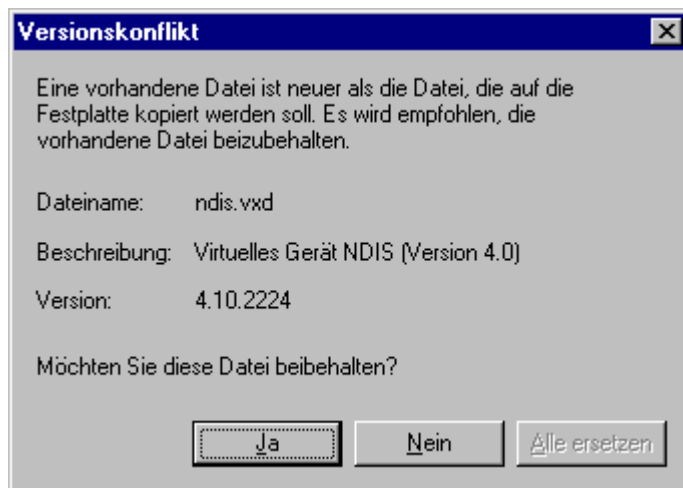 Versionskonflikt
Eine vorhandene Datei ist neuer als die Datei, die auf die
Festplatte kopiert werden soll. Es wird empfohlen, die
vorhandene Datei beizubehalten.
Dateiname: ndis.vxd
Beschreibung: Virtuelles Gerät NDIS (Version 4.0)
Version: 4.10.2224
Möchten Sie diese Datei beibehalten?
Ja Nein Alle ersetzen